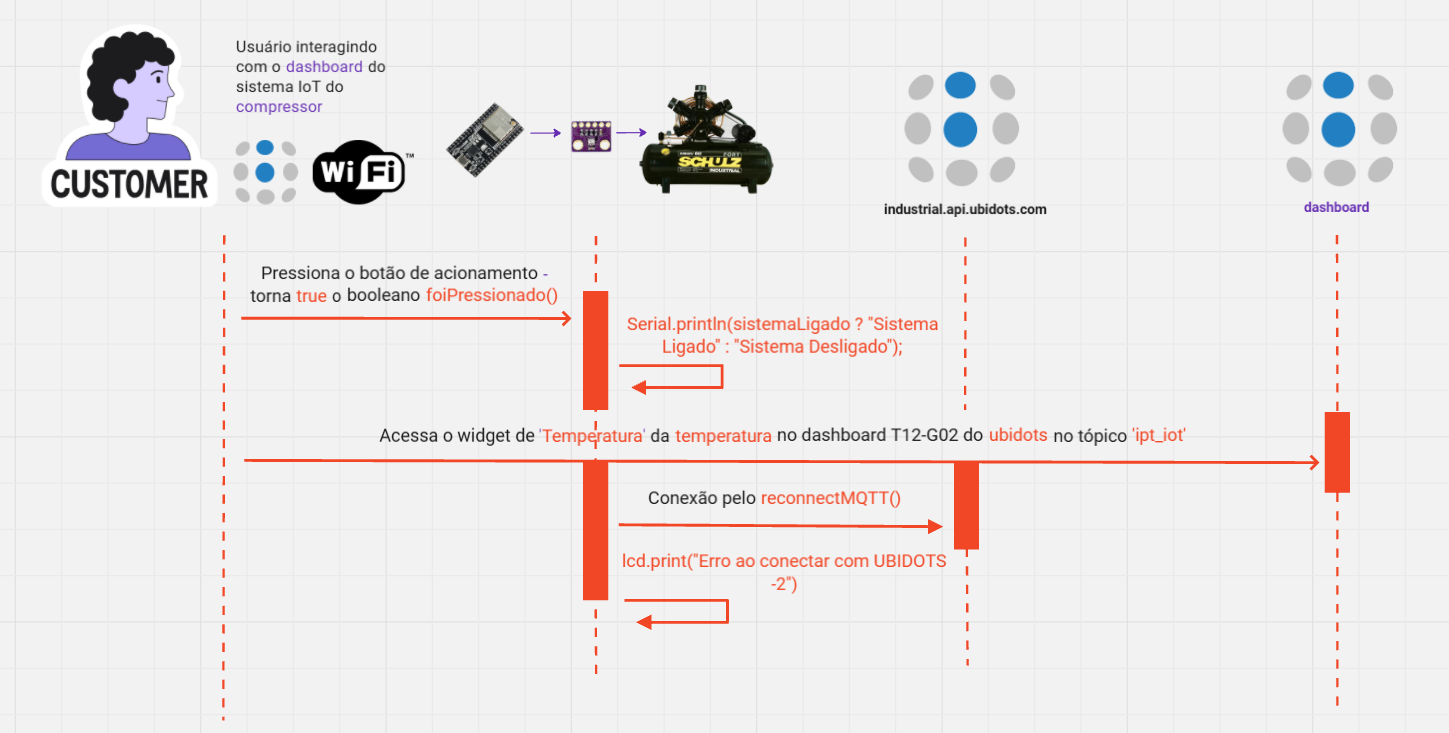 Usuário interagindo
com o dashboard do
sistema IoT do
compressor
CUSTOMER
Wi Fi ™
FORT
SCHULZ
INDUSTRIAL
industrial.api.ubidots.com
dashboard
Pressiona o botão de acionamento -
torna true o booleano foiPressionado()
Serial.println(sistemaLigado ? "Sistema
Ligado" : "Sistema Desligado");
Acessa o widget de 'Temperatura' da temperatura no dashboard T12-G02 do ubidots no tópico 'ipt_iot'
Conexão pelo reconnectMQTT()
lcd.print("Erro ao conectar com UBIDOTS
-2")